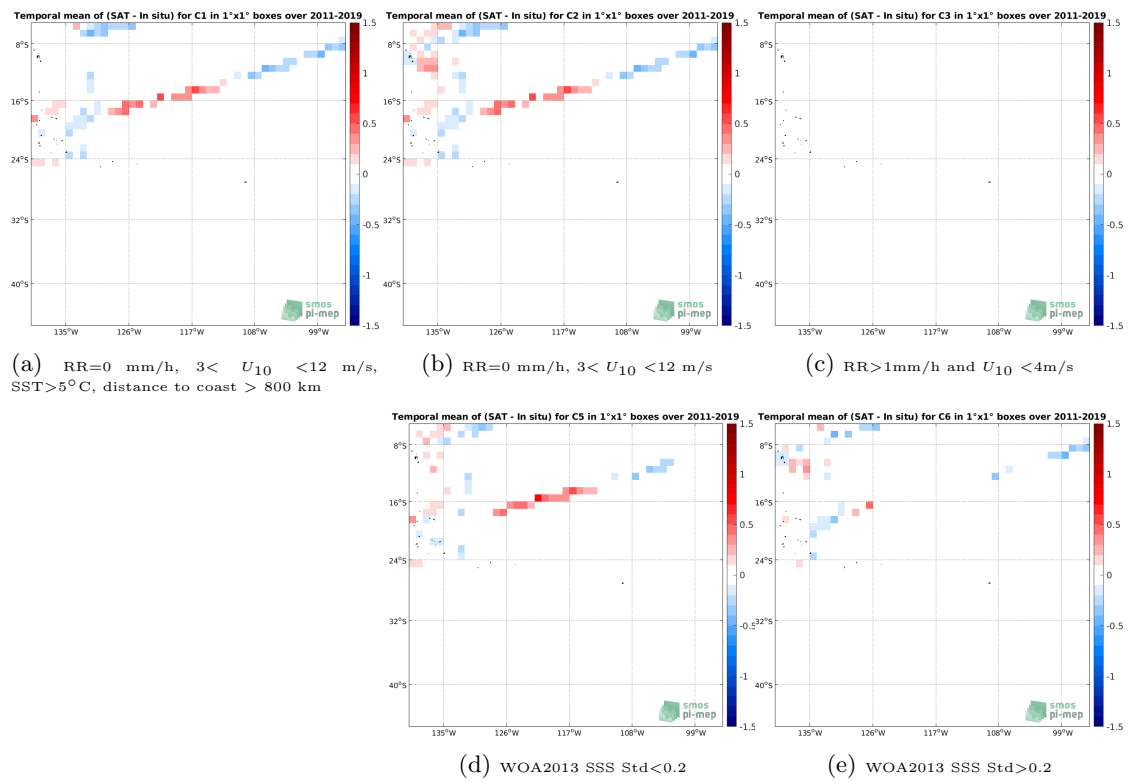 Temporal mean of (SAT - In situ) for C1 in 1°x1° boxes over 2011-2019
8°S
16°S
24°S
32°S
40°S
135°W 126°W 117°W 108°W 99°W
1.5
1
0.5
0
-0.5
-1
-1.5
smos
pi-mep
(a) RR=0 mm/h, 3< U10 <12 m/s,
SST>5°C, distance to coast > 800 km
Temporal mean of (SAT - In situ) for C2 in 1°x1° boxes over 2011-2019
8°S
16°S
24°S
32°S
40°S
135°W 126°W 117°W 108°W 99°W
1.5
1
0.5
0
-0.5
-1
-1.5
smos
pi-mep
(b) RR=0 mm/h, 3< U10 <12 m/s
Temporal mean of (SAT - In situ) for C3 in 1°x1° boxes over 2011-2019
8°S
16°S
24°S
32°S
40°S
135°W 126°W 117°W 108°W 99°W
1.5
1
0.5
0
-0.5
-1
-1.5
smos
pi-mep
(c) RR>1mm/h and U10 <4m/s
Temporal mean of (SAT - In situ) for C5 in 1°x1° boxes over 2011-2019
8°S
16°S
24°S
32°S
40°S
135°W 126°W 117°W 108°W 99°W
1.5
1
0.5
0
-0.5
-1
-1.5
smos
pi-mep
(d) WOA2013 SSS Std<0.2
Temporal mean of (SAT - In situ) for C6 in 1°x1° boxes over 2011-2019
8°S
16°S
24°S
32°S
40°S
135°W 126°W 117°W 108°W 99°W
1.5
1
0.5
0
-0.5
-1
-1.5
smos
pi-mep
(e) WOA2013 SSS Std>0.2